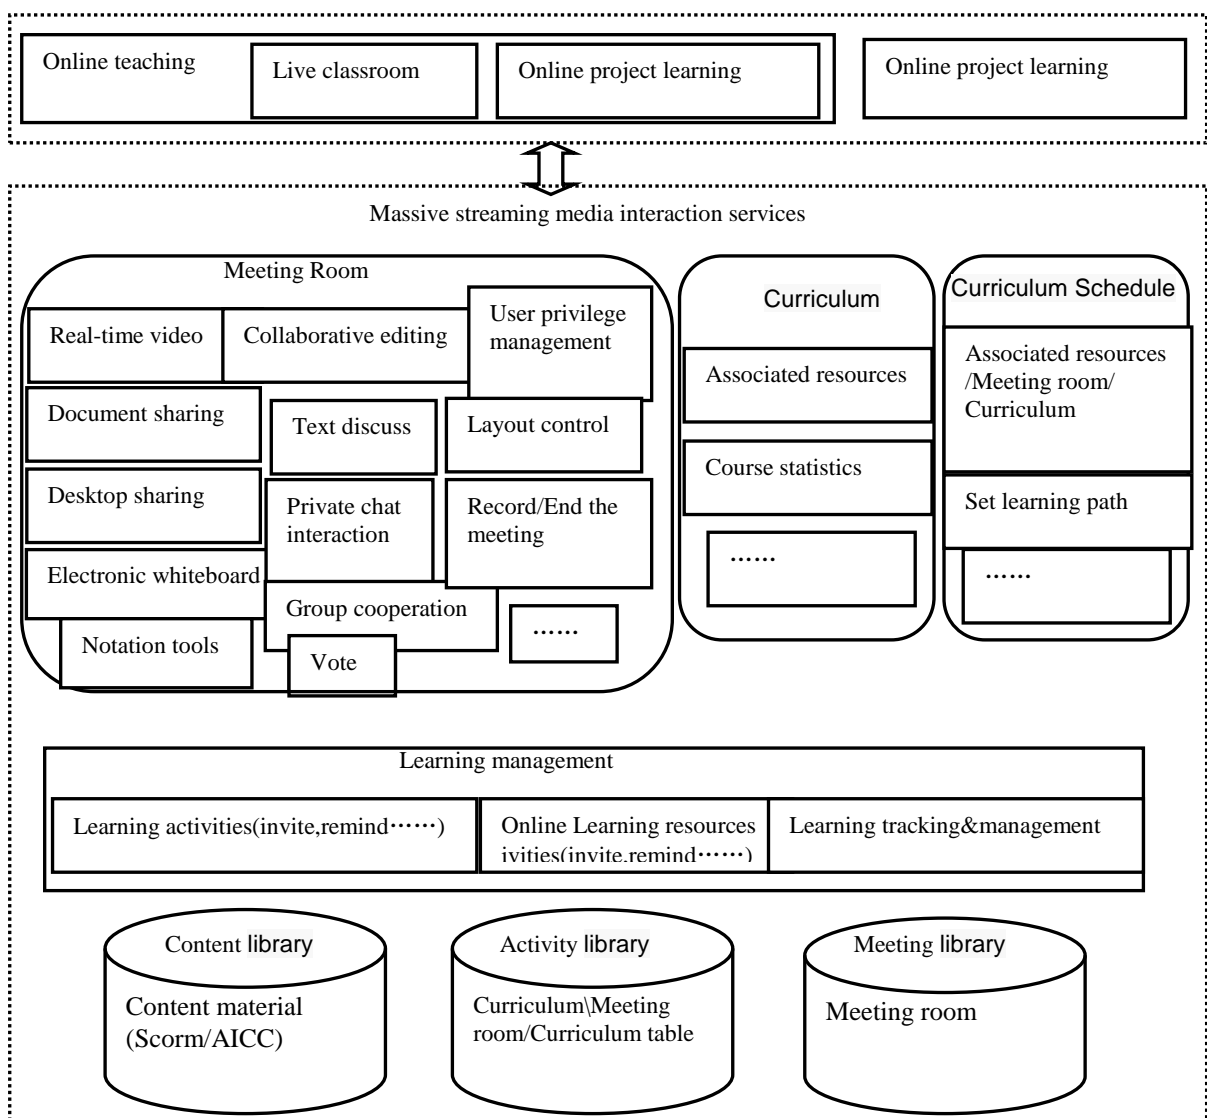 Online teaching
Live classroom
Online project learning
Online project learning
Massive streaming media interaction services
Meeting Room
Real-time video
Collaborative editing
User privilege
management
Document sharing
Text discuss
Layout control
Desktop sharing
Private chat
interaction
Record/End the
meeting
Electronic whiteboard
Group cooperation
……
Notation tools
Vote
Curriculum
Associated resources
Course statistics
……
Curriculum Schedule
Associated resources
/Meeting room/
Curriculum
Set learning path
……
Learning management
Learning activities(invite,remind……)
Online Learning resources
ivities(invite,remind……)
Learning tracking&management
Content library
Content material
(Scorm/AICC)
Activity library
Curriculum\Meeting
room/Curriculum table
Meeting library
Meeting room